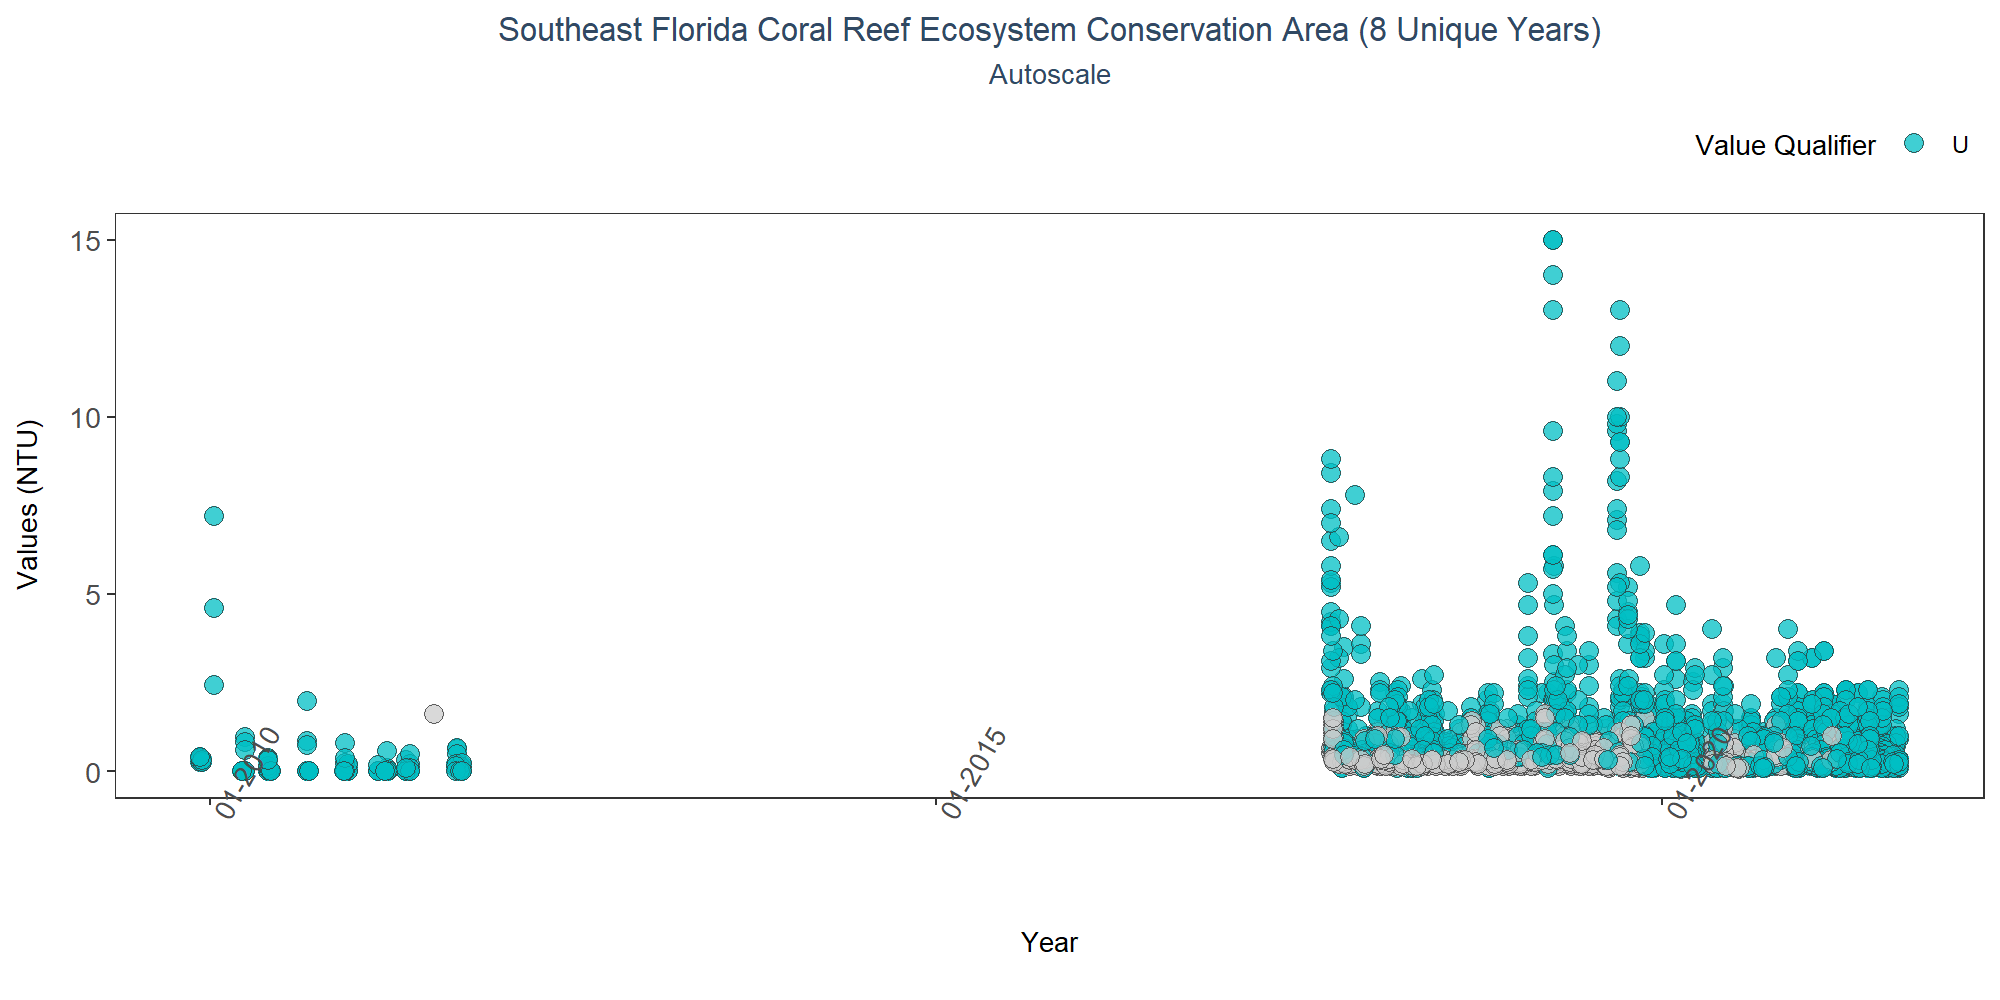 Southeast Florida Coral Reef Ecosystem Conservation Area (8 Unique Years)
Autoscale
Value Qualifier U
Values (NTU)
15
10
5
0
01-2010
01-2015
01-2020
Year